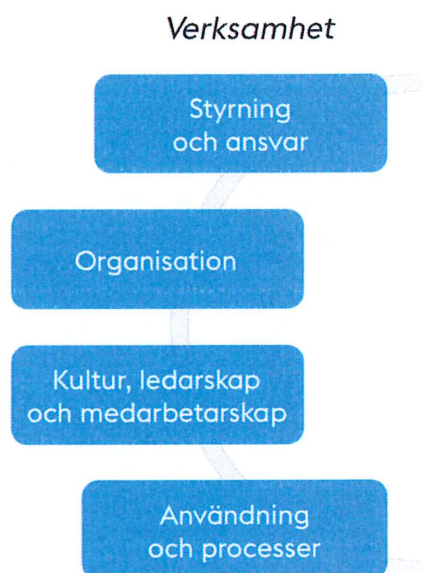 Verksamhet
Styrning
och ansvar
Organisation
Kultur, ledarskap
och medarbetarskap
Användning
och processer